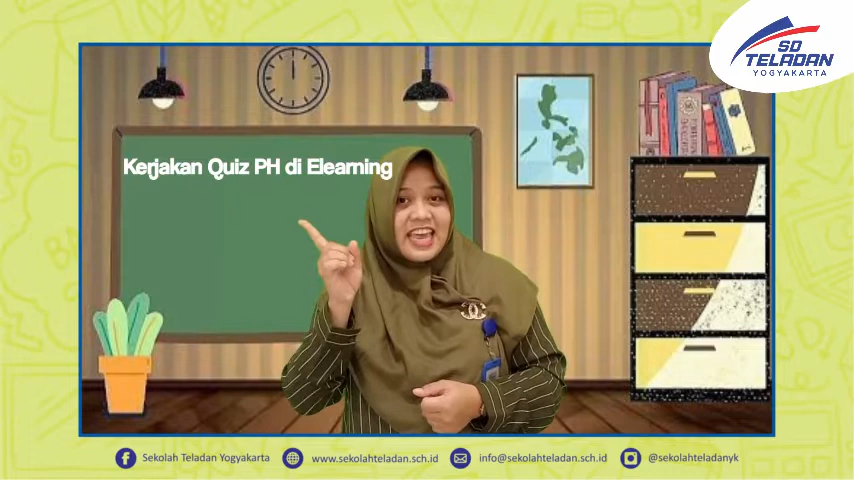 SD
TELADAN
YOGYAKARTA
Kerjakan Quiz PH di Elearning
Sekolah Teladan Yogyakarta
www.sekolahteladan.sch.id
info@sekolahteladan.sch.id
@sekolahteladanyk